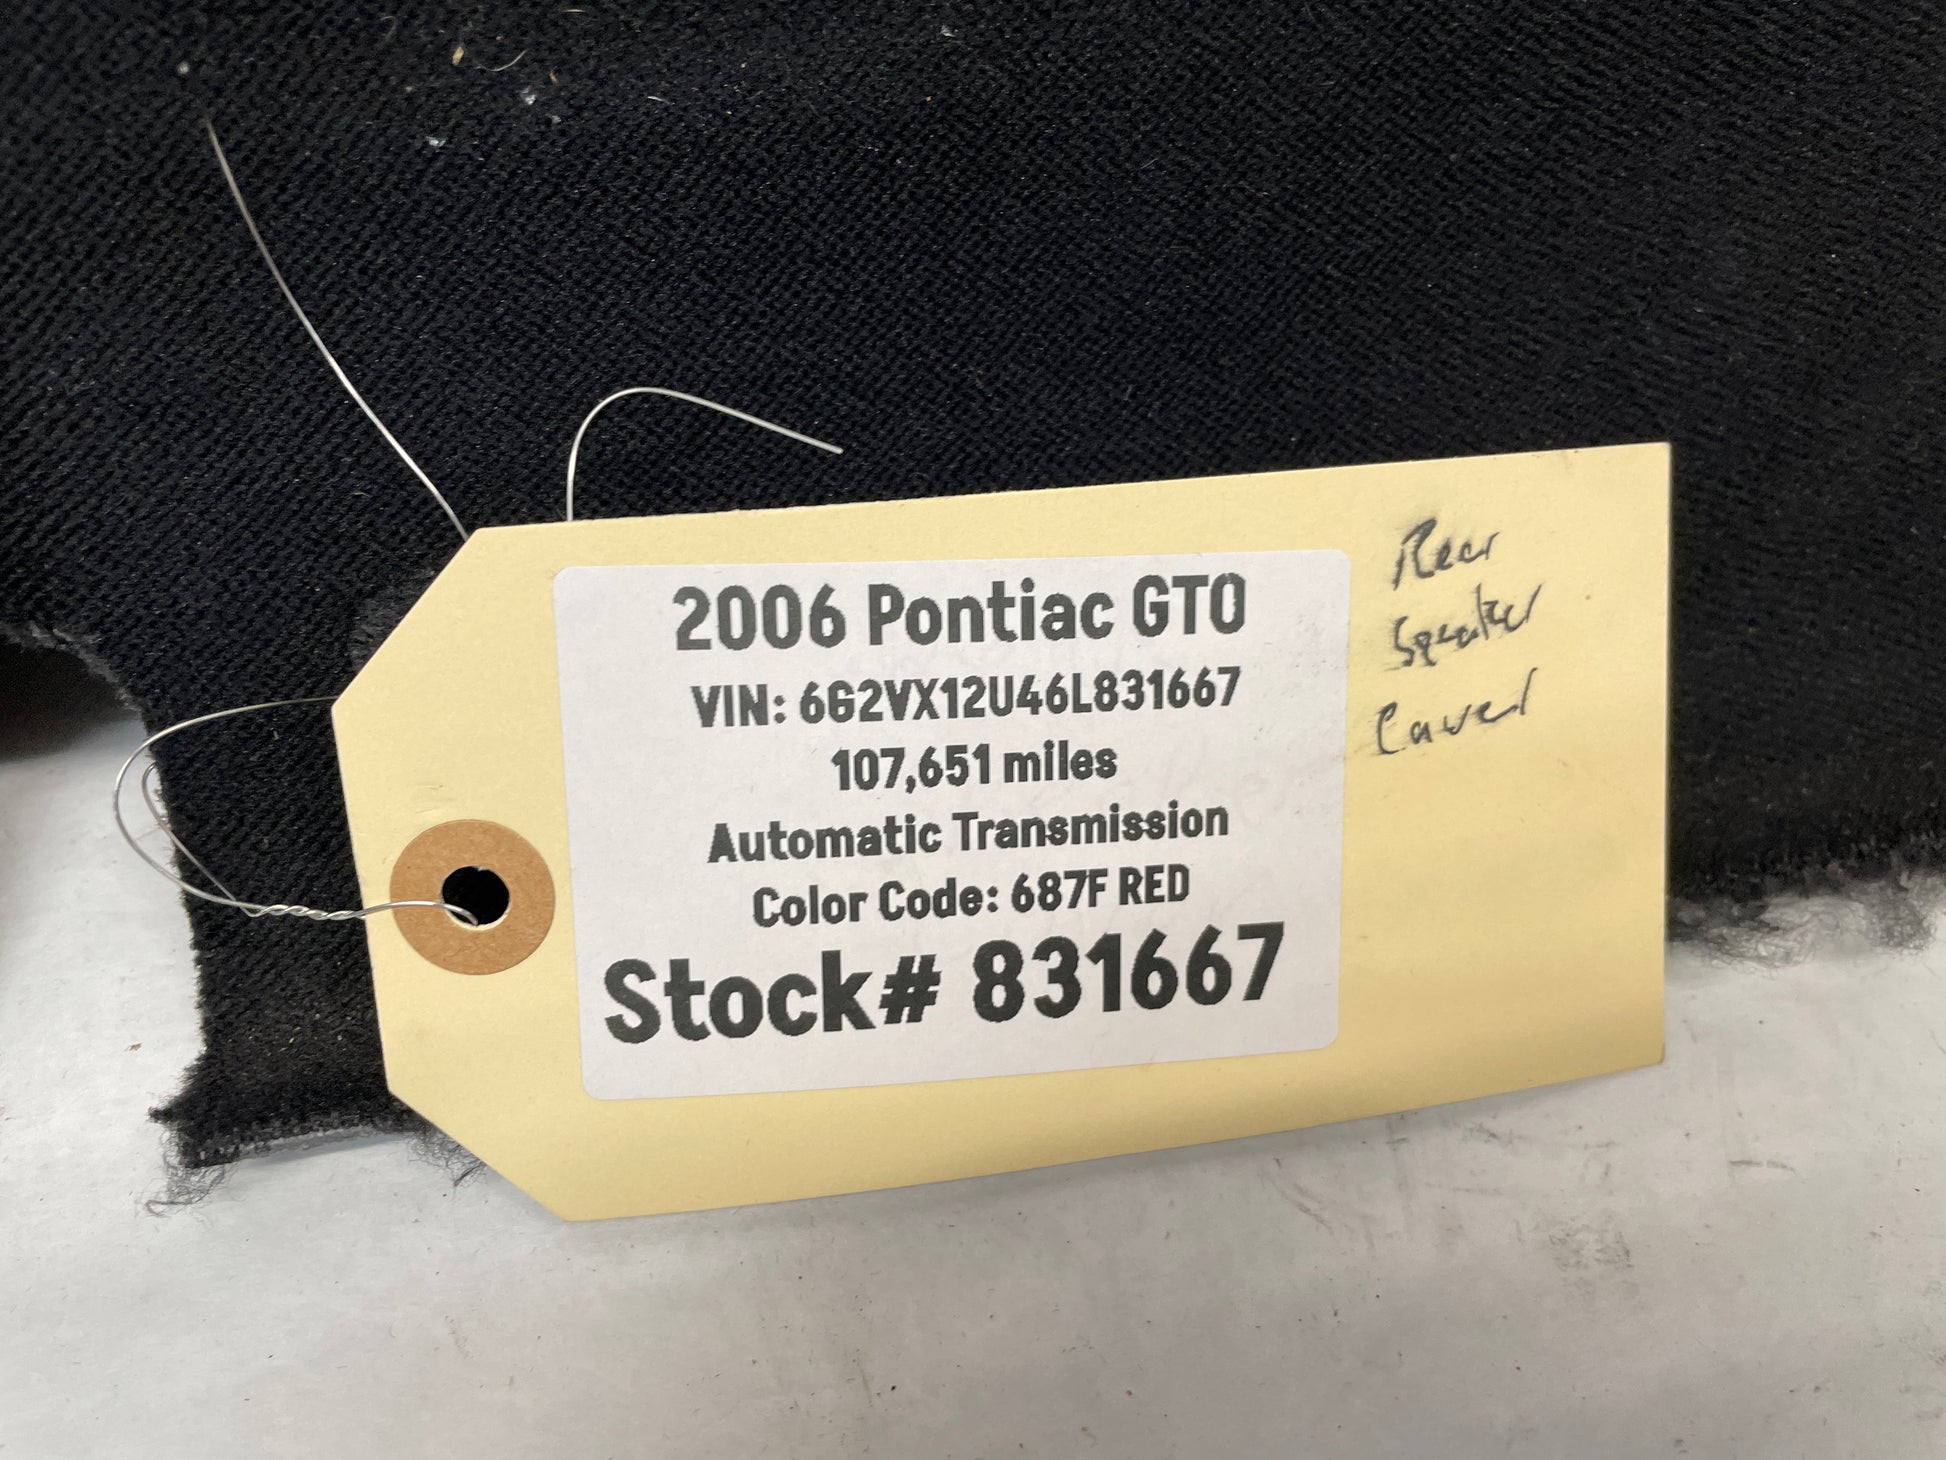 2006 Pontiac GTO
VIN: 6G2VX12U46L831667
107,651 miles
Automatic Transmission
Color Code: 687F RED
Stock# 831667
Rear
Speaker
Cover